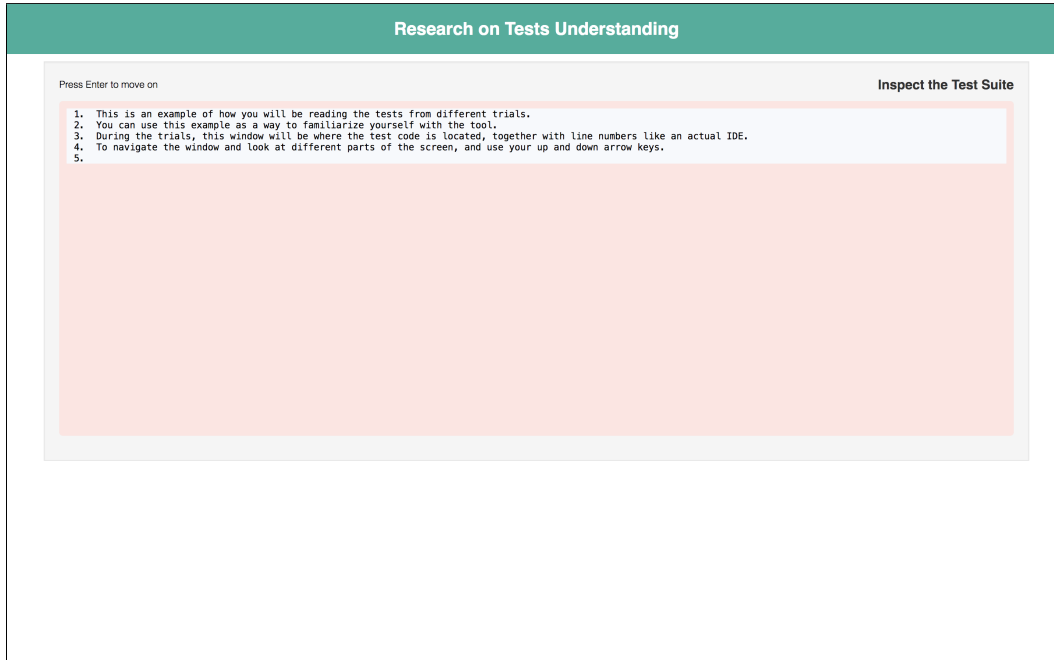 Research on Tests Understanding
Press Enter to move on
Inspect the Test Suite
1. This is an example of how you will be reading the tests from different trials.
2. You can use this example as a way to familiarize yourself with the tool.
3. During the trials, this window will be where the test code is located, together with line numbers like an actual IDE.
4. To navigate the window and look at different parts of the screen, and use your up and down arrow keys.
5.